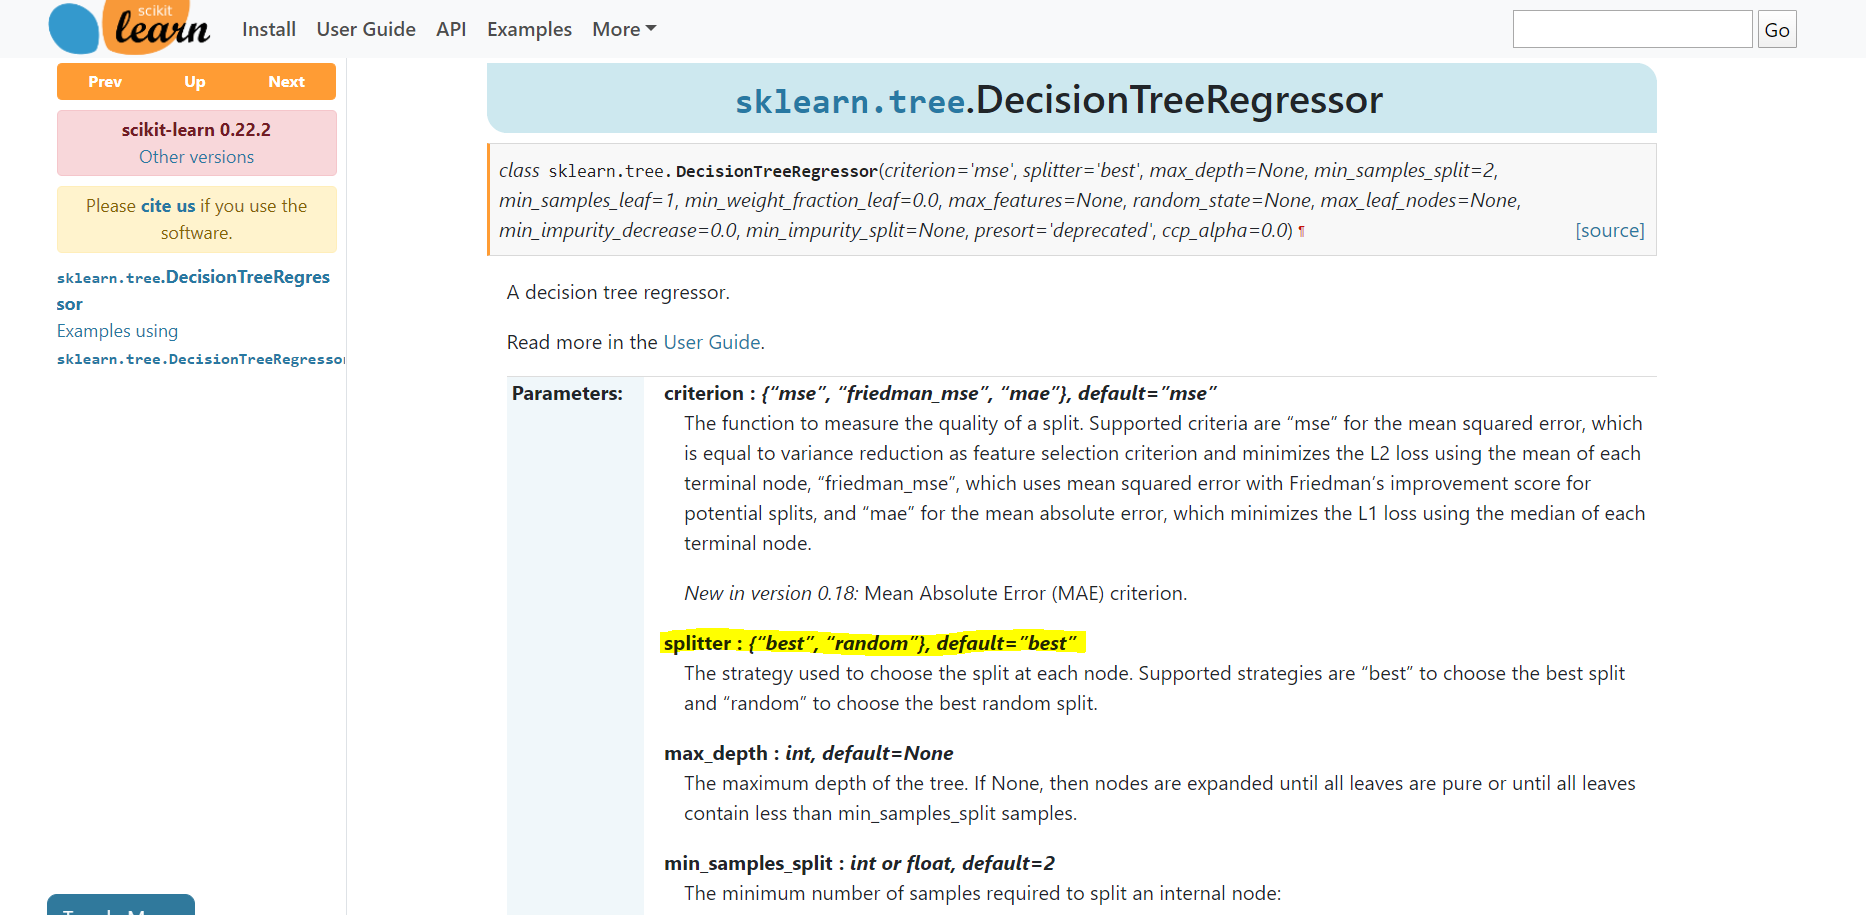 scikit
learn
Install User Guide API Examples More
Go
Prev Up Next
scikit-learn 0.22.2
Other versions
Please cite us if you use the
software.
sklearn.tree.DecisionTreeRegres
sor
Examples using
sklearn.tree.DecisionTreeRegressor
sklearn.tree.DecisionTreeRegressor
class sklearn.tree.DecisionTreeRegressor(criterion='mse', splitter='best', max_depth=None, min_samples_split=2,
min_samples_leaf=1, min_weight_fraction_leaf=0.0, max_features=None, random_state=None, max_leaf_nodes=None,
min_impurity_decrease=0.0, min_impurity_split=None, presort='deprecated', ccp_alpha=0.0) ¶ [source]
A decision tree regressor.
Read more in the User Guide.
Parameters:
criterion : {“mse”, “friedman_mse”, “mae”}, default=”mse”
The function to measure the quality of a split. Supported criteria are “mse” for the mean squared error, which
is equal to variance reduction as feature selection criterion and minimizes the L2 loss using the mean of each
terminal node, “friedman_mse”, which uses mean squared error with Friedman’s improvement score for
potential splits, and “mae” for the mean absolute error, which minimizes the L1 loss using the median of each
terminal node.
New in version 0.18: Mean Absolute Error (MAE) criterion.
splitter : {“best”, “random”}, default=”best”
The strategy used to choose the split at each node. Supported strategies are “best” to choose the best split
and “random” to choose the best random split.
max_depth : int, default=None
The maximum depth of the tree. If None, then nodes are expanded until all leaves are pure or until all leaves
contain less than min_samples_split samples.
min_samples_split : int or float, default=2
The minimum number of samples required to split an internal node: